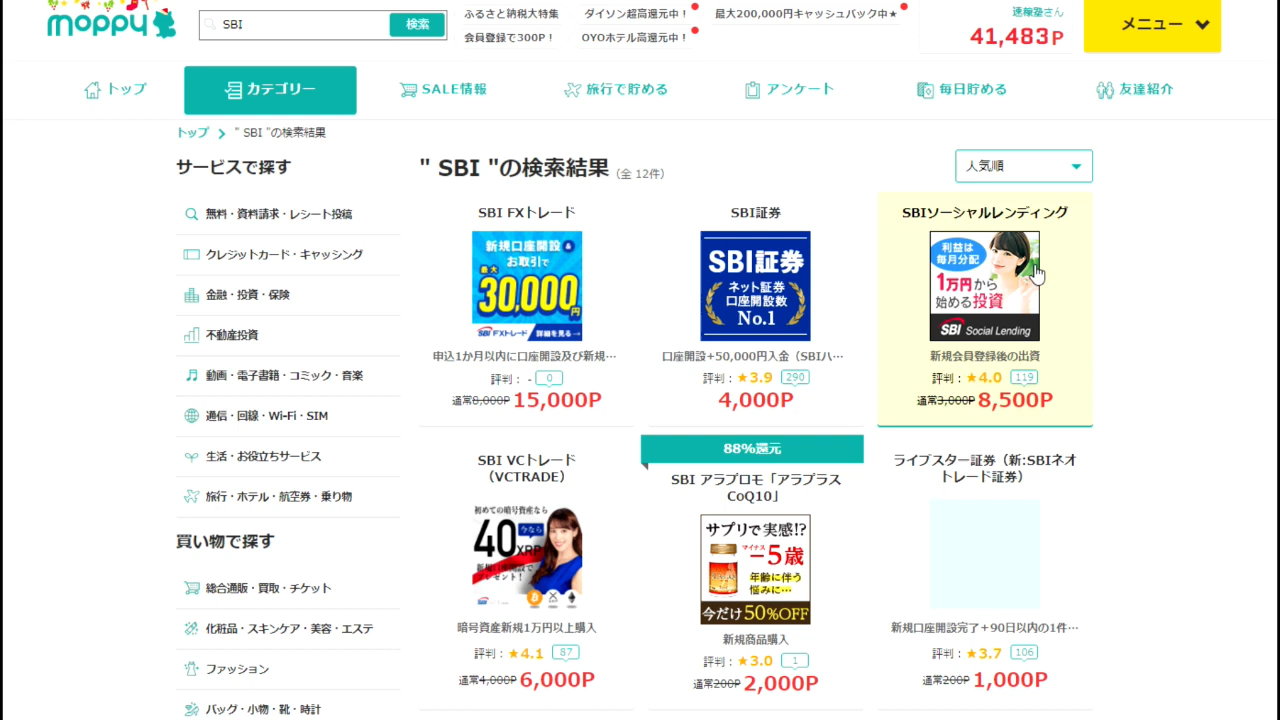 moppy
SBI
検索
ふるさと納税大特集
ダイソン超高還元中！
最大200,000円キャッシュバック中★
会員登録で300P！
OYOホテル高還元中！
速稼塾さん
41,483P
メニュー
トップ
カテゴリー
SALE情報
旅行で貯める
アンケート
毎日貯める
友達紹介
トップ
" SBI "の検索結果
サービスで探す
無料・資料請求・レシート投稿
クレジットカード・キャッシング
金融・投資・保険
不動産投資
動画・電子書籍・コミック・音楽
通信・回線・Wi-Fi・SIM
生活・お役立ちサービス
旅行・ホテル・航空券・乗り物
買い物で探す
総合通販・買取・チケット
化粧品・スキンケア・美容・エステ
ファッション
バッグ・小物・靴・時計
" SBI "の検索結果 (全 12件)
人気順
SBI FXトレード
新規口座開設&
お取引で
最大
30,000円
SBI FXトレード
詳細を見る→
申込1か月以内に口座開設及び新規…
評判： - 0
通常8,000P 15,000P
SBI証券
SBI証券
ネット証券
口座開設数
No.1
口座開設+50,000円入金（SBIハ…
評判：★3.9 290
4,000P
SBIソーシャルレンディング
利益は
毎月分配
1万円から
始める投資
SBI Social Lending
新規会員登録後の出資
評判：★4.0 119
通常3,000P 8,500P
SBI VCトレード
（VCTRADE）
初めての暗号資産なら
今なら
40XRP
暗号資産新規1万円以上購入
評判：★4.1 87
通常4,000P 6,000P
88%還元
SBI アラプロモ「アラプラス
CoQ10」
サプリで実感!?
マイナス
−5歳
年齢に伴う
悩みに…
今だけ50%OFF
新規商品購入
評判：★3.0 1
通常200P 2,000P
ライブスター証券（新:SBIネオ
トレード証券）
新規口座開設完了+90日以内の1件…
評判：★3.7 106
通常200P 1,000P